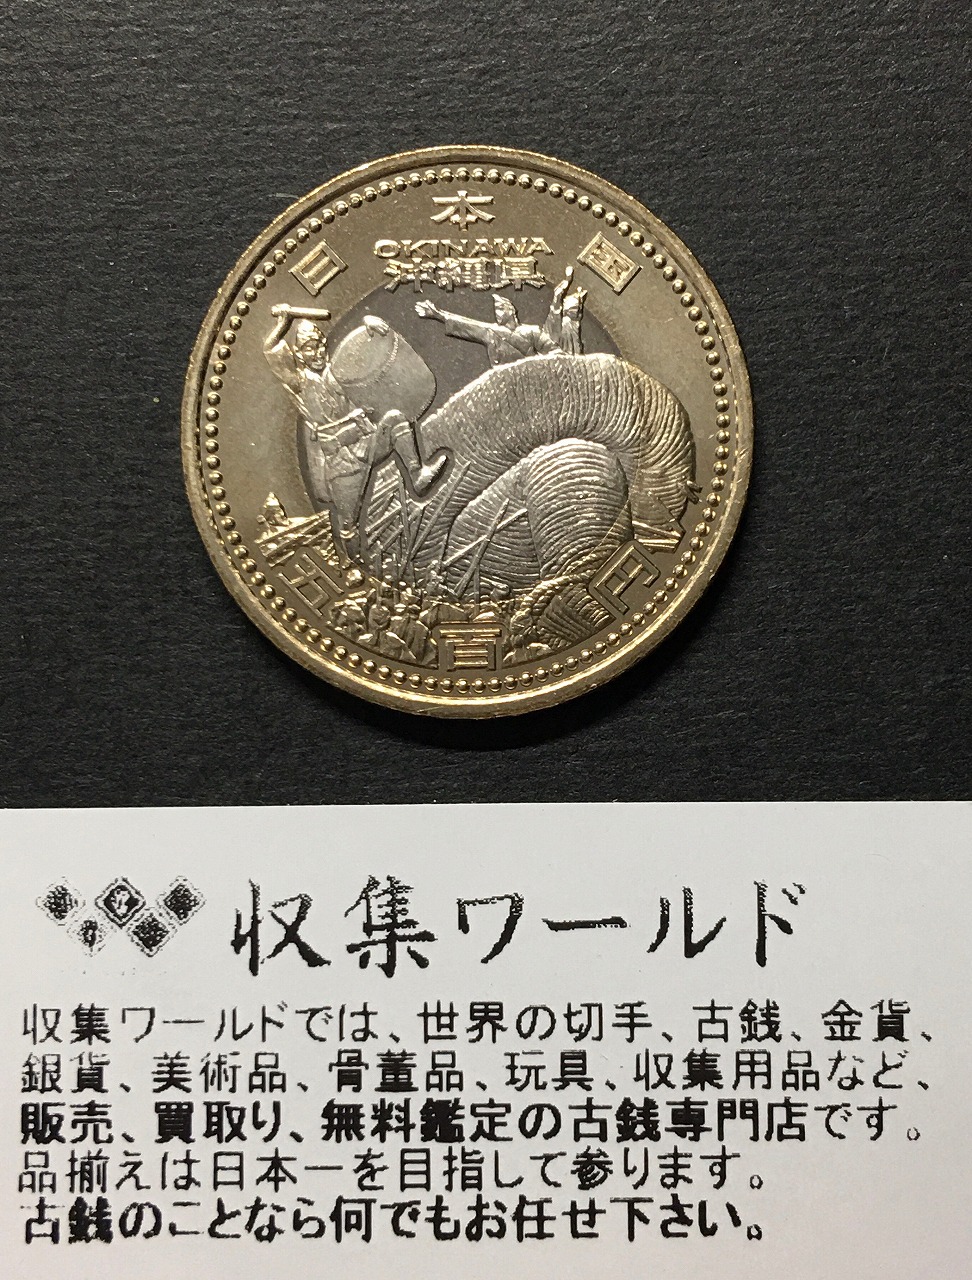 日本国
OKINAWA
沖縄県
五百円
収集ワールド
収集ワールドでは、世界の切手、古銭、金貨、
銀貨、美術品、骨董品、玩具、収集用品など、
販売、買取り、無料鑑定の古銭専門店です。
品揃えは日本一を目指して参ります。
古銭のことなら何でもお任せ下さい。